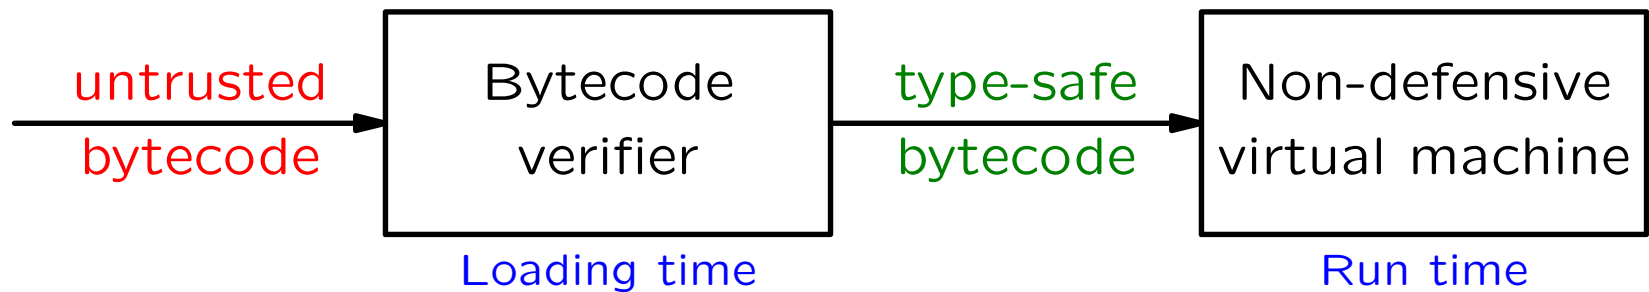 untrusted
bytecode
Bytecode
verifier
Loading time
type-safe
bytecode
Non-defensive
virtual machine
Run time